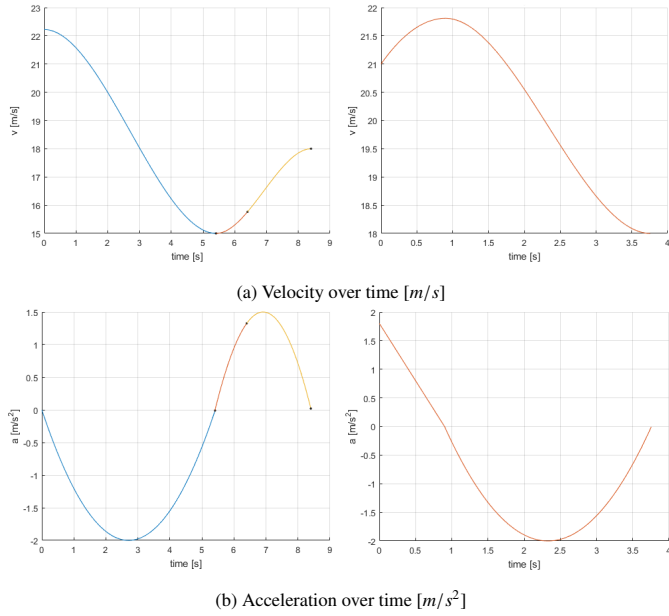 23
22
21
20
19
18
17
16
15
0 1 2 3 4 5 6 7 8 9
v [m/s]
time [s]
22
21.5
21
20.5
20
19.5
19
18.5
18
0 0.5 1 1.5 2 2.5 3 3.5 4
v [m/s]
time [s]
(a) Velocity over time [m/s]
1.5
1
0.5
0
-0.5
-1
-1.5
-2
0 1 2 3 4 5 6 7 8 9
a [m/s²]
time [s]
2
1.5
1
0.5
0
-0.5
-1
-1.5
-2
0 0.5 1 1.5 2 2.5 3 3.5 4
a [m/s²]
time [s]
(b) Acceleration over time [m/s²]